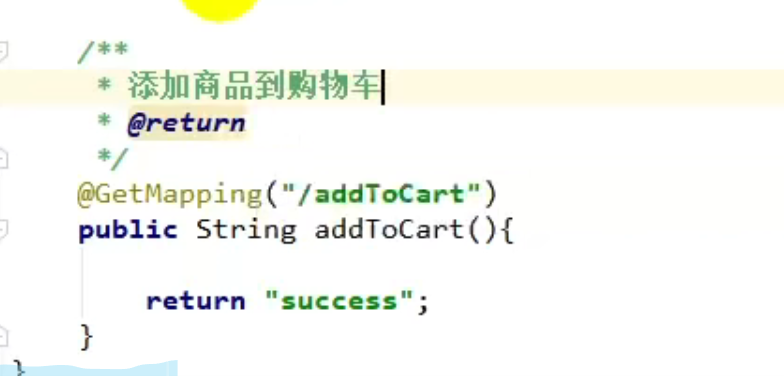 /**
* 添加商品到购物车
* @return
*/
@GetMapping("/addToCart")
public String addToCart(){
return "success";
}
}